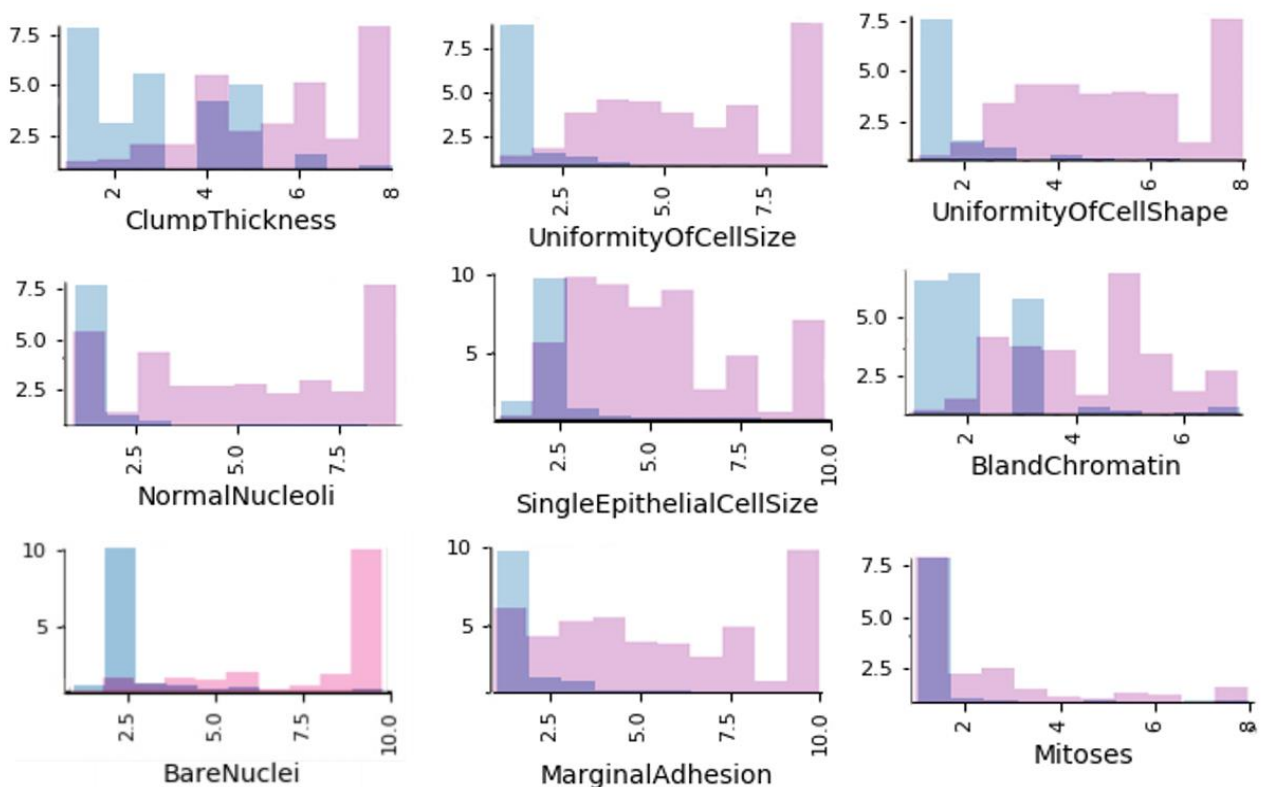 7.5
5.0
2.5
2 4 6 8
ClumpThickness
7.5
5.0
2.5
2.5 5.0 7.5
UniformityOfCellSize
7.5
5.0
2.5
2 4 6 8
UniformityOfCellShape
7.5
5.0
2.5
2.5 5.0 7.5
NormalNucleoli
10
5
2.5 5.0 7.5 10.0
SingleEpithelialCellSize
5.0
2.5
2 4 6
BlandChromatin
10
5
2.5 5.0 7.5 10.0
BareNuclei
10
5
2.5 5.0 7.5 10.0
MarginalAdhesion
7.5
5.0
2.5
2 4 6 8
Mitoses